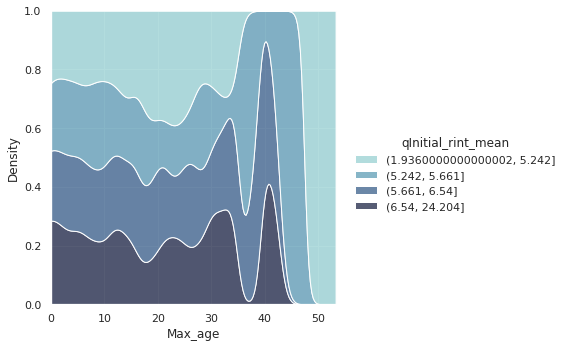 1.0
0.8
0.6
0.4
0.2
0.0
Density
0 10 20 30 40 50
Max_age
qInitial_rint_mean
(1.9360000000000002, 5.242]
(5.242, 5.661]
(5.661, 6.54]
(6.54, 24.204]